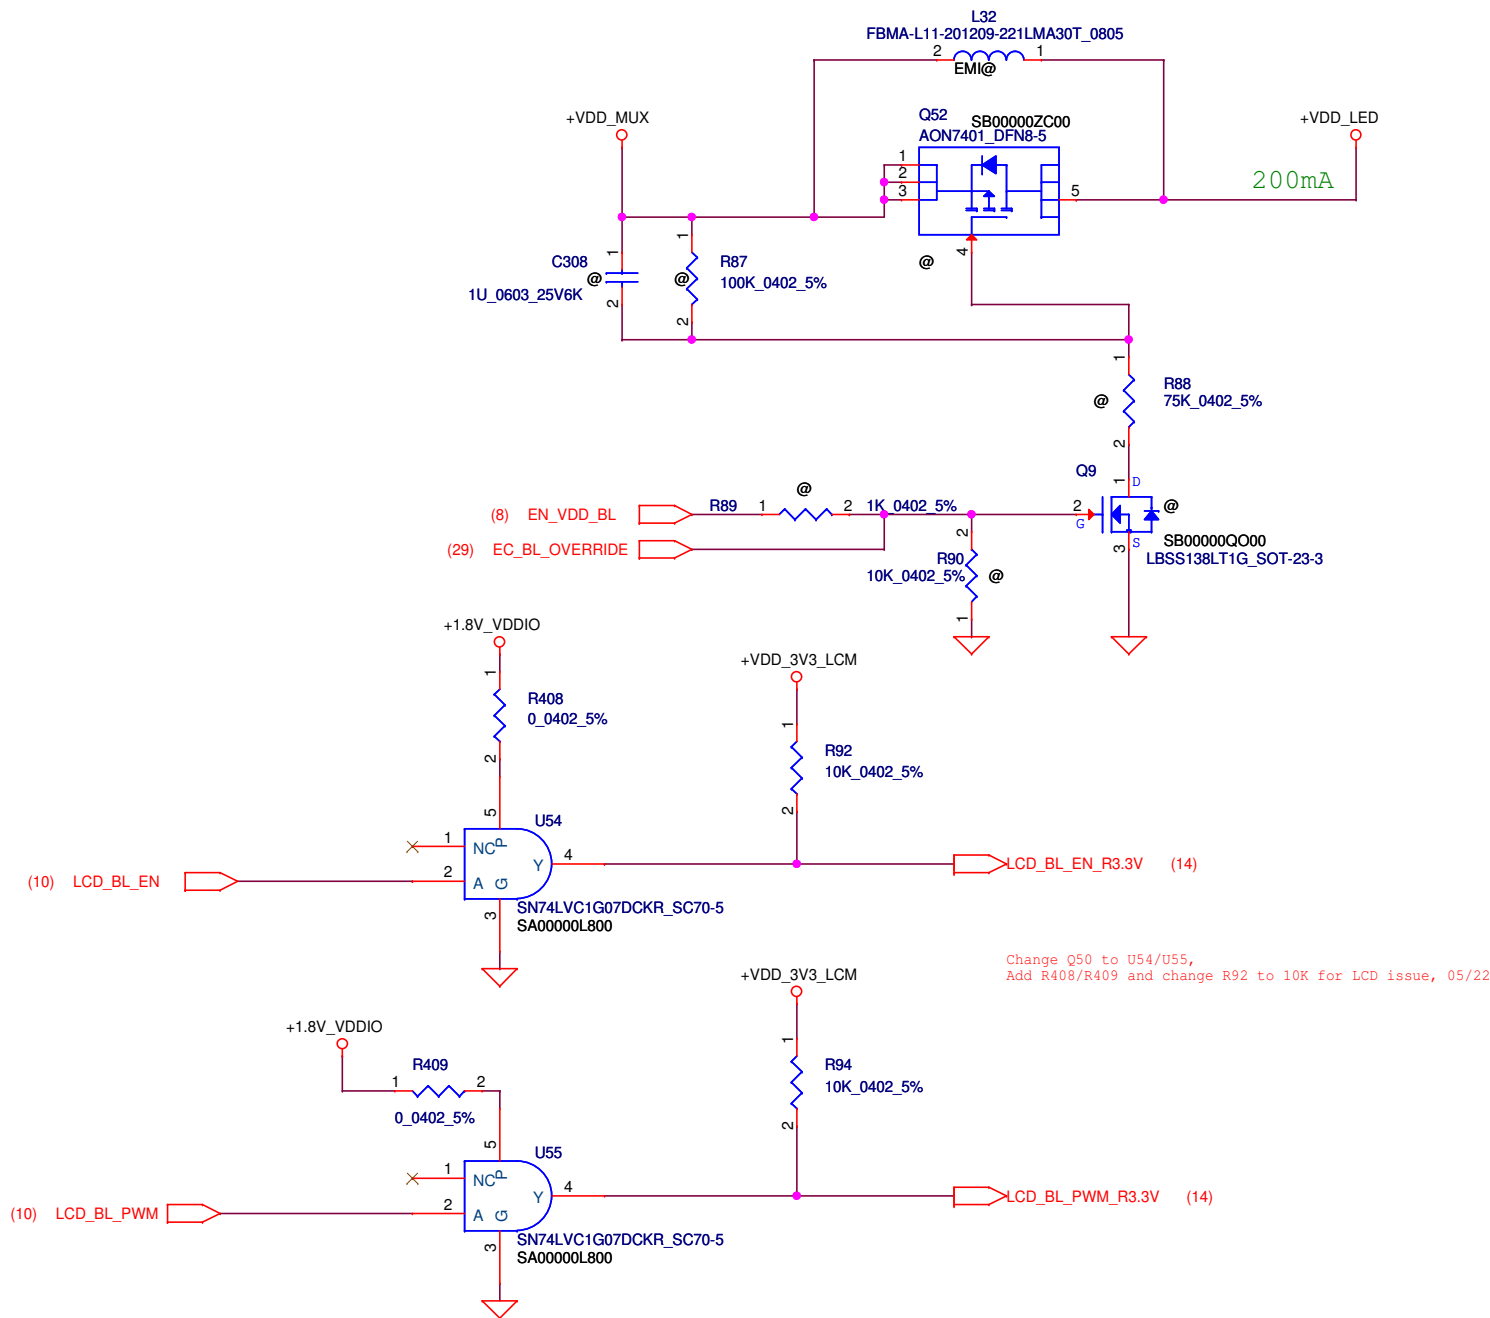 L32
FBMA-L11-201209-221LMA30T_0805
2
1
EMI@
+VDD_MUX
Q52
SB00000ZC00
AON7401_DFN8-5
+VDD_LED
1
2
3
5
200mA
4
@
1
C308
@
1U_0603_25V6K
2
1
R87
@
100K_0402_5%
2
1
R88
@
75K_0402_5%
2
Q9
1
D
@
(8) EN_VDD_BL
R89
1
@
2
1K_0402_5%
2
G
S
3
SB00000QO00
LBSS138LT1G_SOT-23-3
(29) EC_BL_OVERRIDE
2
R90
10K_0402_5%
@
1
+1.8V_VDDIO
1
R408
0_0402_5%
2
+VDD_3V3_LCM
1
R92
10K_0402_5%
2
5
U54
1
NC
P
Y
4
LCD_BL_EN_R3.3V (14)
(10) LCD_BL_EN
2
A
G
3
SN74LVC1G07DCKR_SC70-5
SA00000L800
Change Q50 to U54/U55,
Add R408/R409 and change R92 to 10K for LCD issue, 05/22
+VDD_3V3_LCM
+1.8V_VDDIO
R409
1
2
0_0402_5%
1
R94
10K_0402_5%
2
5
U55
1
NC
P
Y
4
LCD_BL_PWM_R3.3V (14)
(10) LCD_BL_PWM
2
A
G
3
SN74LVC1G07DCKR_SC70-5
SA00000L800